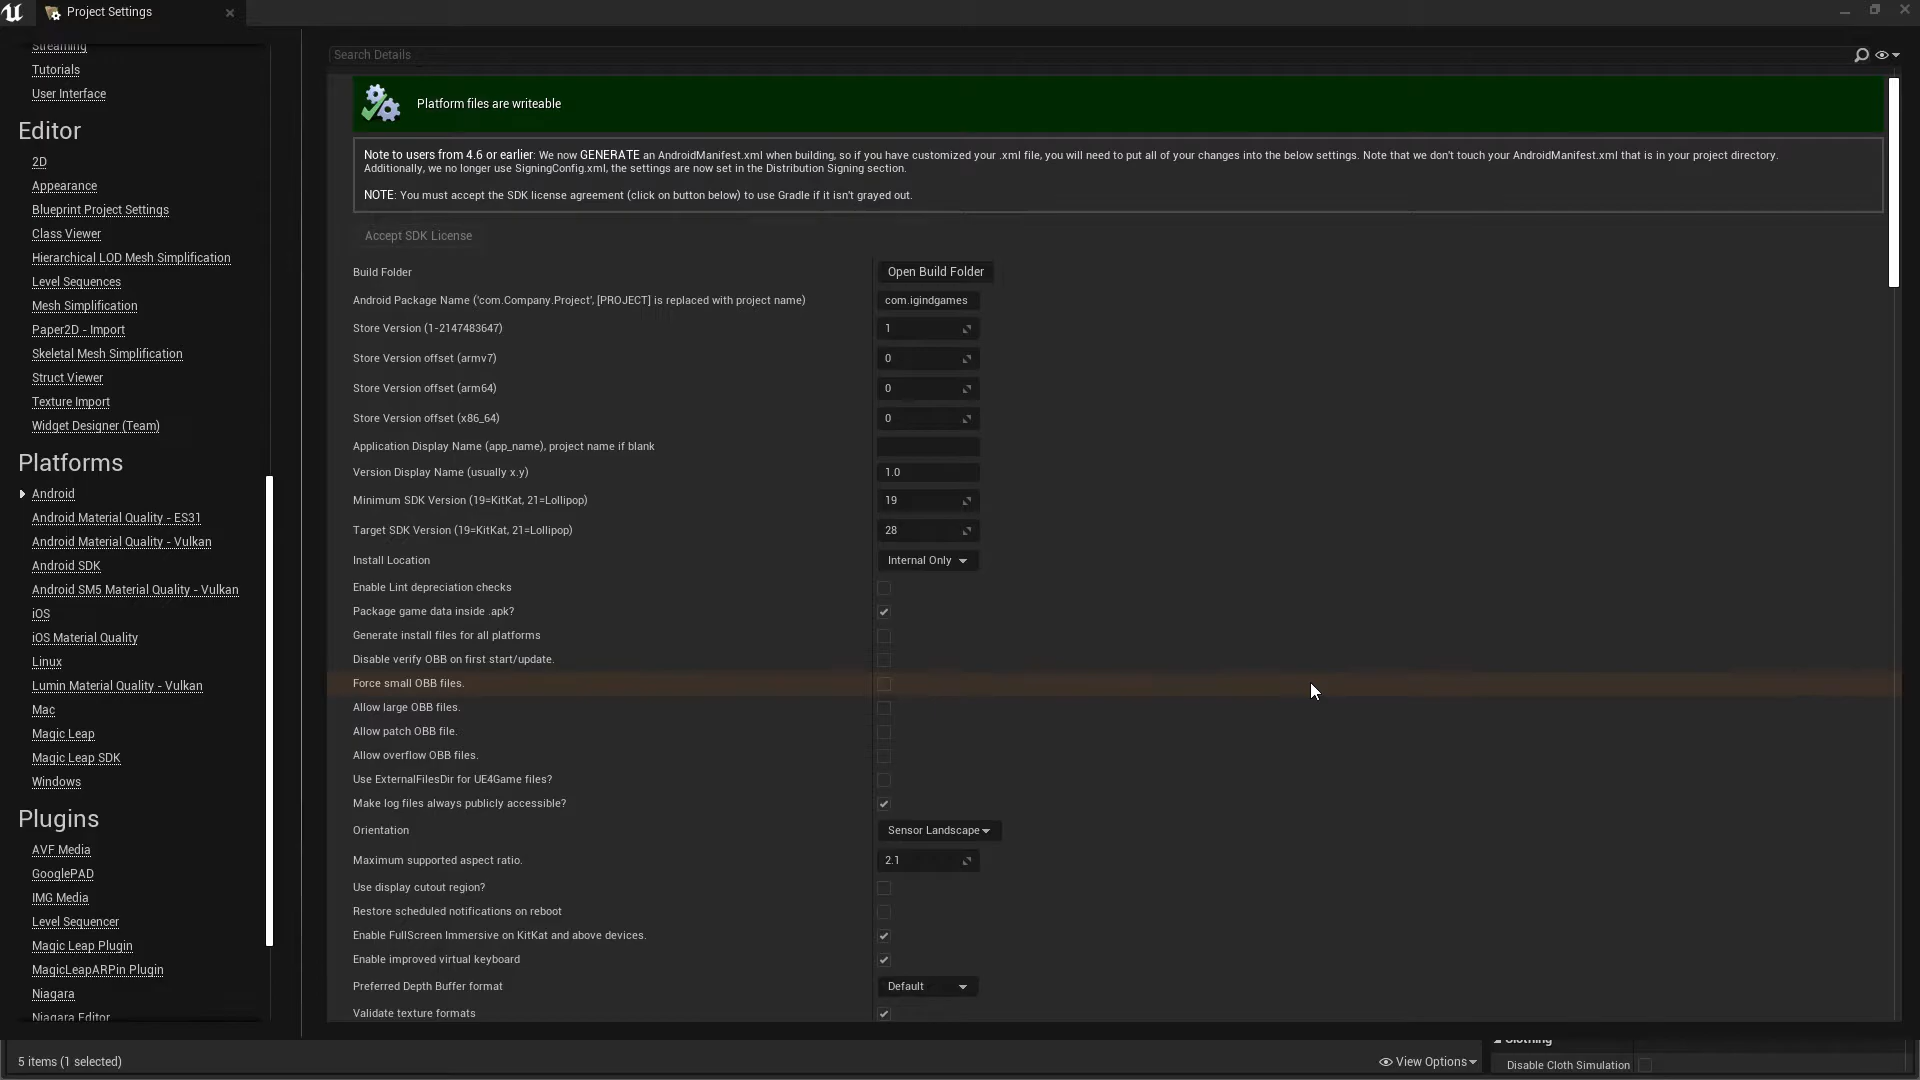 Project Settings
Streaming
Tutorials
User Interface
Editor
2D
Appearance
Blueprint Project Settings
Class Viewer
Hierarchical LOD Mesh Simplification
Level Sequences
Mesh Simplification
Paper2D - Import
Skeletal Mesh Simplification
Struct Viewer
Texture Import
Widget Designer (Team)
Platforms
Android
Android Material Quality - ES31
Android Material Quality - Vulkan
Android SDK
Android SM5 Material Quality - Vulkan
iOS
iOS Material Quality
Linux
Lumin Material Quality - Vulkan
Mac
Magic Leap
Magic Leap SDK
Windows
Plugins
AVF Media
GooglePAD
IMG Media
Level Sequencer
Magic Leap Plugin
MagicLeapARPin Plugin
Niagara
Niagara Editor
Search Details
Platform files are writeable
Note to users from 4.6 or earlier: We now GENERATE an AndroidManifest.xml when building, so if you have customized your .xml file, you will need to put all of your changes into the below settings. Note that we don't touch your AndroidManifest.xml that is in your project directory.
Additionally, we no longer use SigningConfig.xml, the settings are now set in the Distribution Signing section.
NOTE: You must accept the SDK license agreement (click on button below) to use Gradle if it isn't grayed out.
Accept SDK License
Build Folder Open Build Folder
Android Package Name ('com.Company.Project', [PROJECT] is replaced with project name) com.igindgames
Store Version (1-2147483647) 1
Store Version offset (armv7) 0
Store Version offset (arm64) 0
Store Version offset (x86_64) 0
Application Display Name (app_name), project name if blank
Version Display Name (usually x.y) 1.0
Minimum SDK Version (19=KitKat, 21=Lollipop) 19
Target SDK Version (19=KitKat, 21=Lollipop) 28
Install Location Internal Only
Enable Lint depreciation checks
Package game data inside .apk?
Generate install files for all platforms
Disable verify OBB on first start/update.
Force small OBB files.
Allow large OBB files.
Allow patch OBB file.
Allow overflow OBB files.
Use ExternalFilesDir for UE4Game files?
Make log files always publicly accessible?
Orientation Sensor Landscape
Maximum supported aspect ratio. 2.1
Use display cutout region?
Restore scheduled notifications on reboot
Enable FullScreen Immersive on KitKat and above devices.
Enable improved virtual keyboard
Preferred Depth Buffer format Default
Validate texture formats
5 items (1 selected)
View Options
Clothing
Disable Cloth Simulation